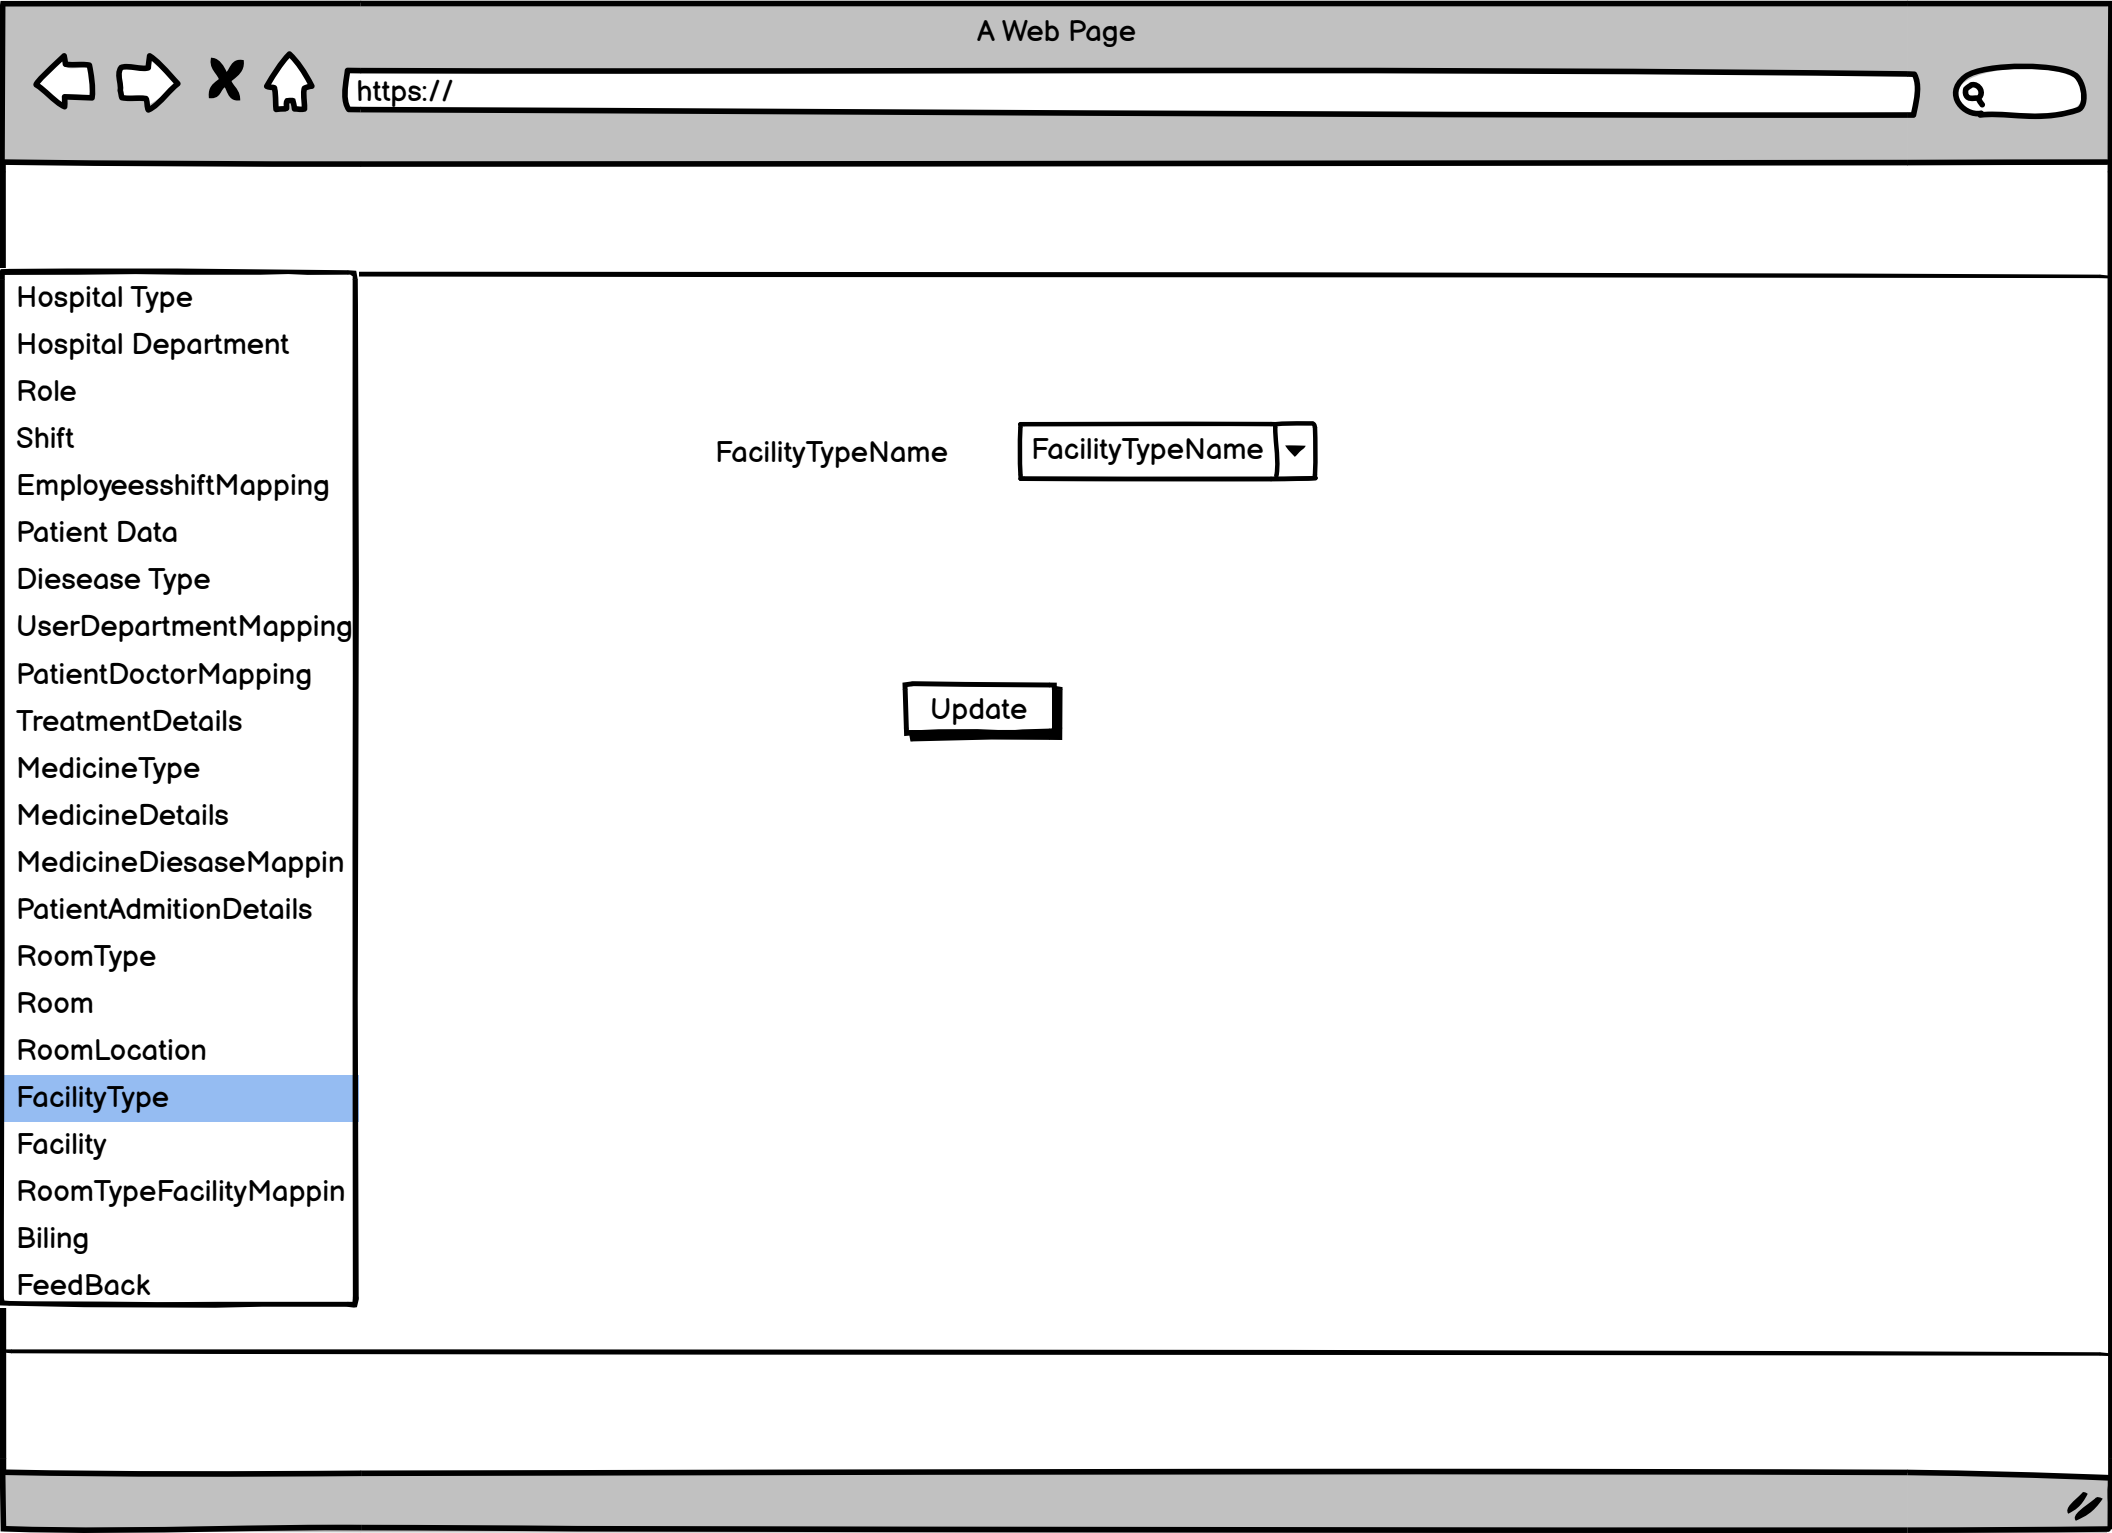 A Web Page
https://
Hospital Type
Hospital Department
Role
Shift
EmployeesshiftMapping
Patient Data
Diesease Type
UserDepartmentMapping
PatientDoctorMapping
TreatmentDetails
MedicineType
MedicineDetails
MedicineDiesaseMappin
PatientAdmitionDetails
RoomType
Room
RoomLocation
FacilityType
Facility
RoomTypeFacilityMappin
Biling
FeedBack
FacilityTypeName FacilityTypeName
Update